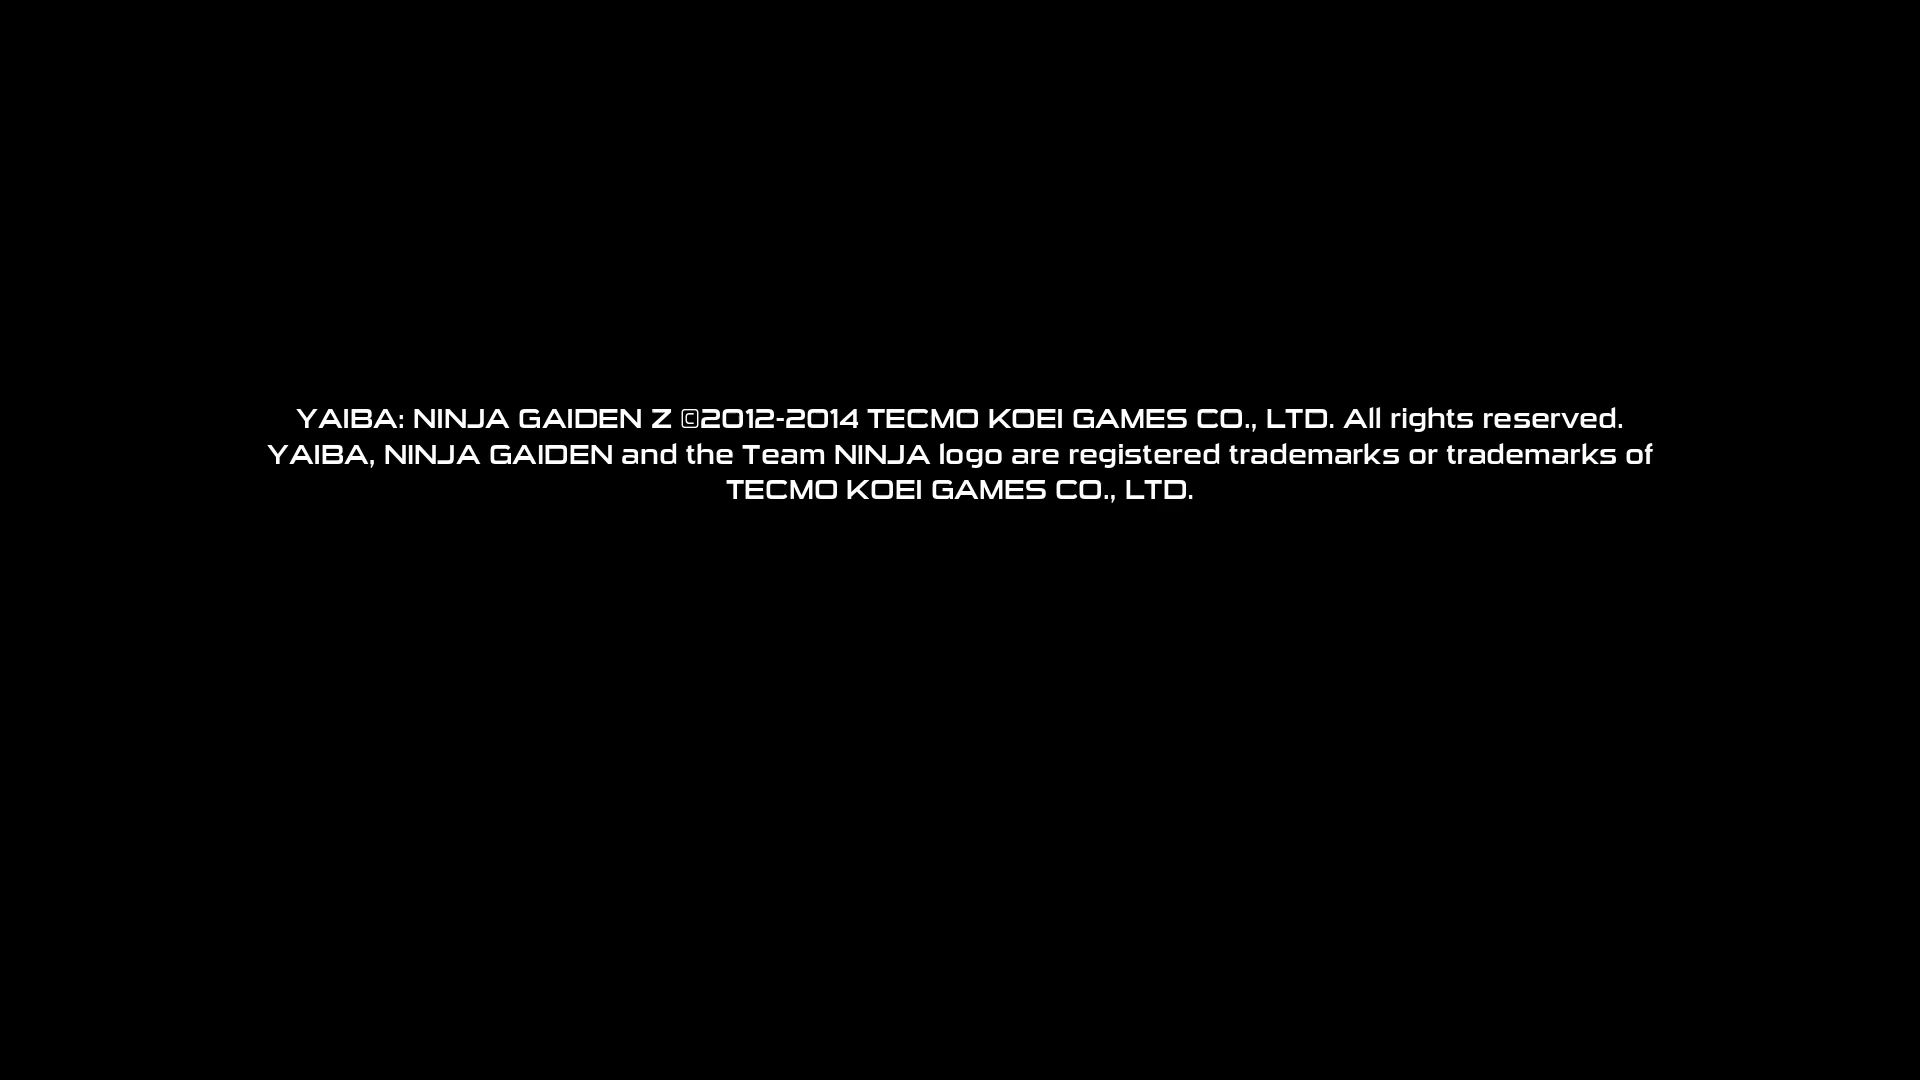 YAIBA: NINJA GAIDEN Z ©2012-2014 TECMO KOEI GAMES CO., LTD. All rights reserved.
YAIBA, NINJA GAIDEN and the Team NINJA logo are registered trademarks or trademarks of
TECMO KOEI GAMES CO., LTD.